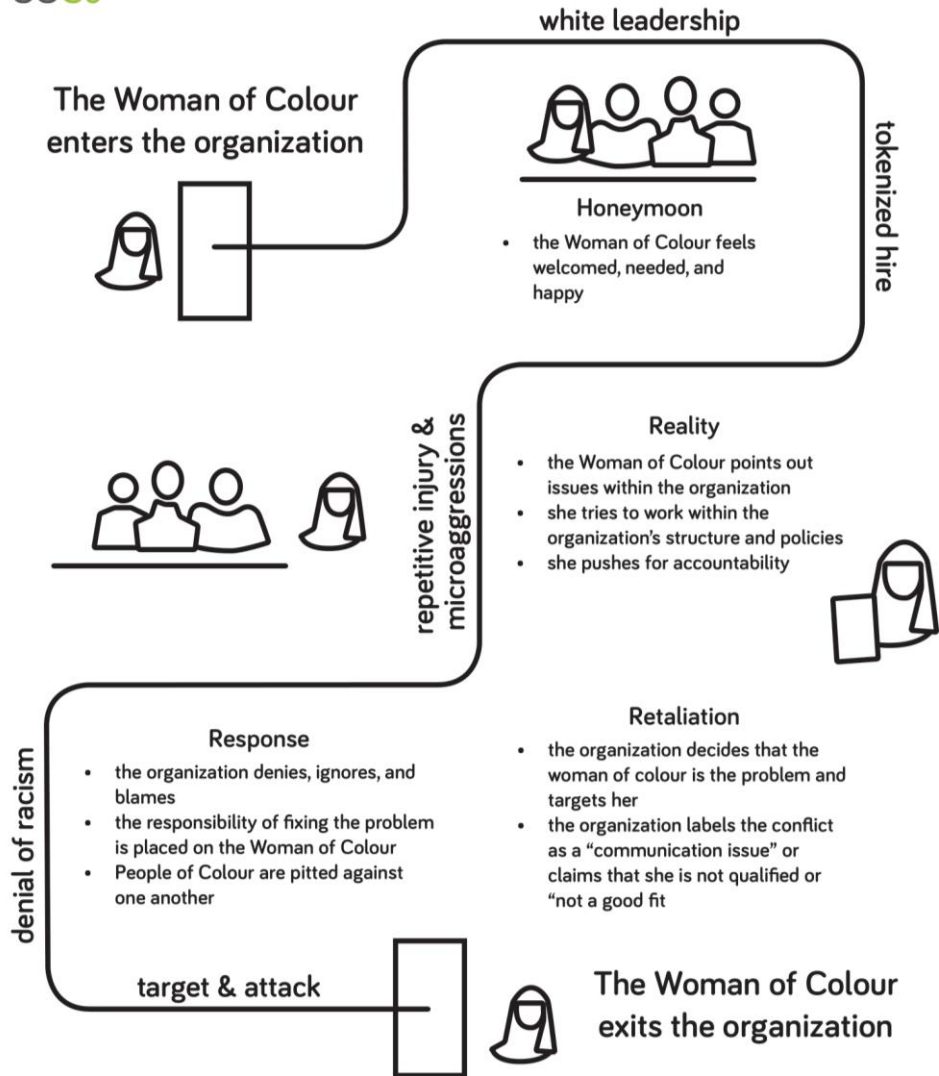 white leadership
The Woman of Colour
enters the organization
tokenized hire
Honeymoon
• the Woman of Colour feels
welcomed, needed, and
happy
repetitive injury &
microaggressions
Reality
• the Woman of Colour points out
issues within the organization
• she tries to work within the
organization's structure and policies
• she pushes for accountability
denial of racism
Response
• the organization denies, ignores, and
blames
• the responsibility of fixing the problem
is placed on the Woman of Colour
• People of Colour are pitted against
one another
Retaliation
• the organization decides that the
woman of colour is the problem and
targets her
• the organization labels the conflict
as a “communication issue” or
claims that she is not qualified or
“not a good fit
target & attack
The Woman of Colour
exits the organization